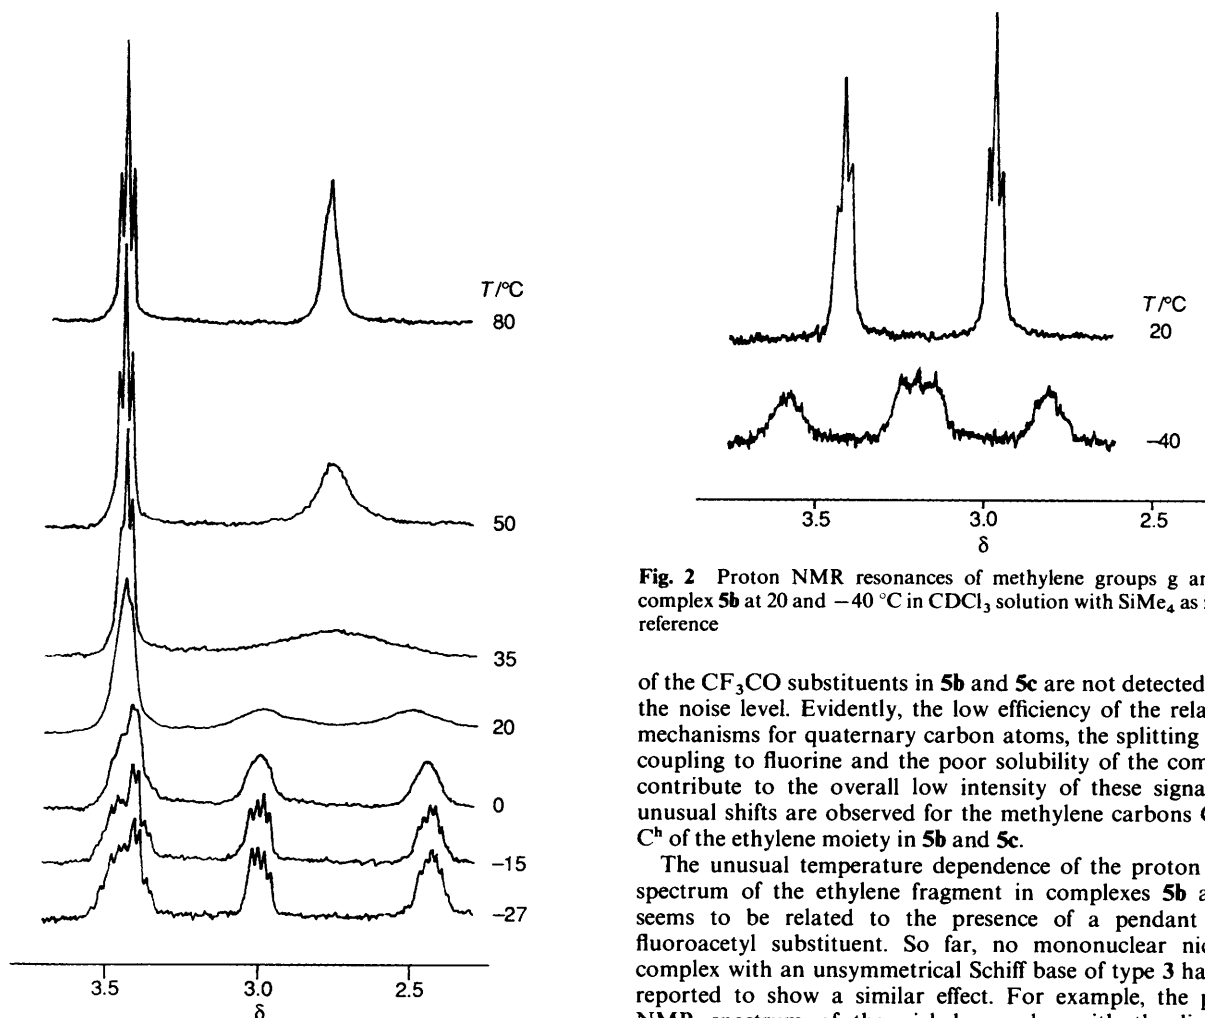 T/°C
80
50
35
20
0
–15
–27
3.5 3.0 2.5
δ
T/°C
20
–40
3.5 3.0 2.5
δ
Fig. 2 Proton NMR resonances of methylene groups g
complex 5b at 20 and −40 °C in CDCl₃ solution with SiMe₄ as
reference
of the CF₃CO substituents in 5b and 5c are not detected
the noise level. Evidently, the low efficiency of the
mechanisms for quaternary carbon atoms, the splitting
coupling to fluorine and the poor solubility of the
contribute to the overall low intensity of these
unusual shifts are observed for the methylene carbons
Cʰ of the ethylene moiety in 5b and 5c.
The unusual temperature dependence of the proton
spectrum of the ethylene fragment in complexes 5b
seems to be related to the presence of a pendant
fluoroacetyl substituent. So far, no mononuclear
complex with an unsymmetrical Schiff base of type 3
reported to show a similar effect. For example, the